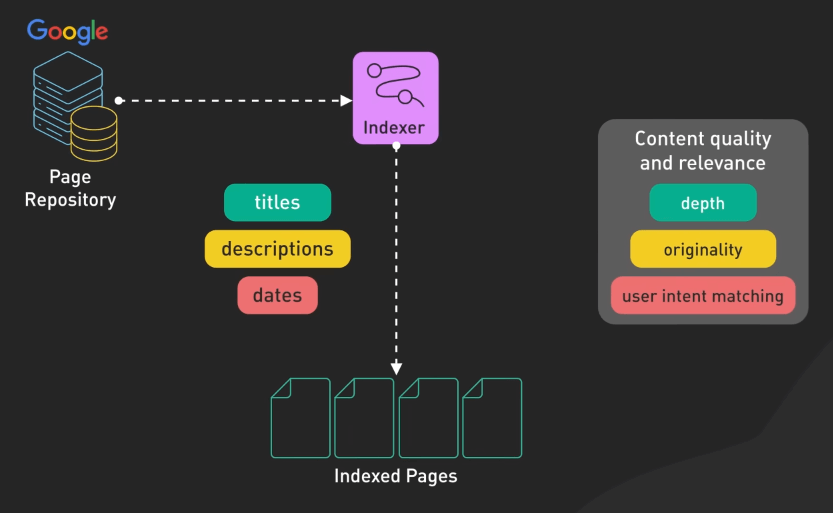 Google
Page
Repository
Indexer
titles
descriptions
dates
Content quality
and relevance
depth
originality
user intent matching
Indexed Pages